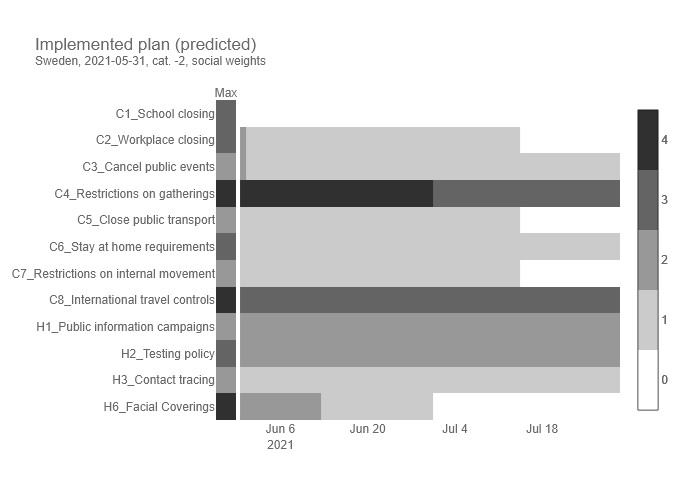 Implemented plan (predicted)
Sweden, 2021-05-31, cat. -2, social weights
Max
C1_School closing
C2_Workplace closing
C3_Cancel public events
C4_Restrictions on gatherings
C5_Close public transport
C6_Stay at home requirements
C7_Restrictions on internal movement
C8_International travel controls
H1_Public information campaigns
H2_Testing policy
H3_Contact tracing
H6_Facial Coverings
Jun 6 Jun 20 Jul 4 Jul 18
2021
4
3
2
1
0